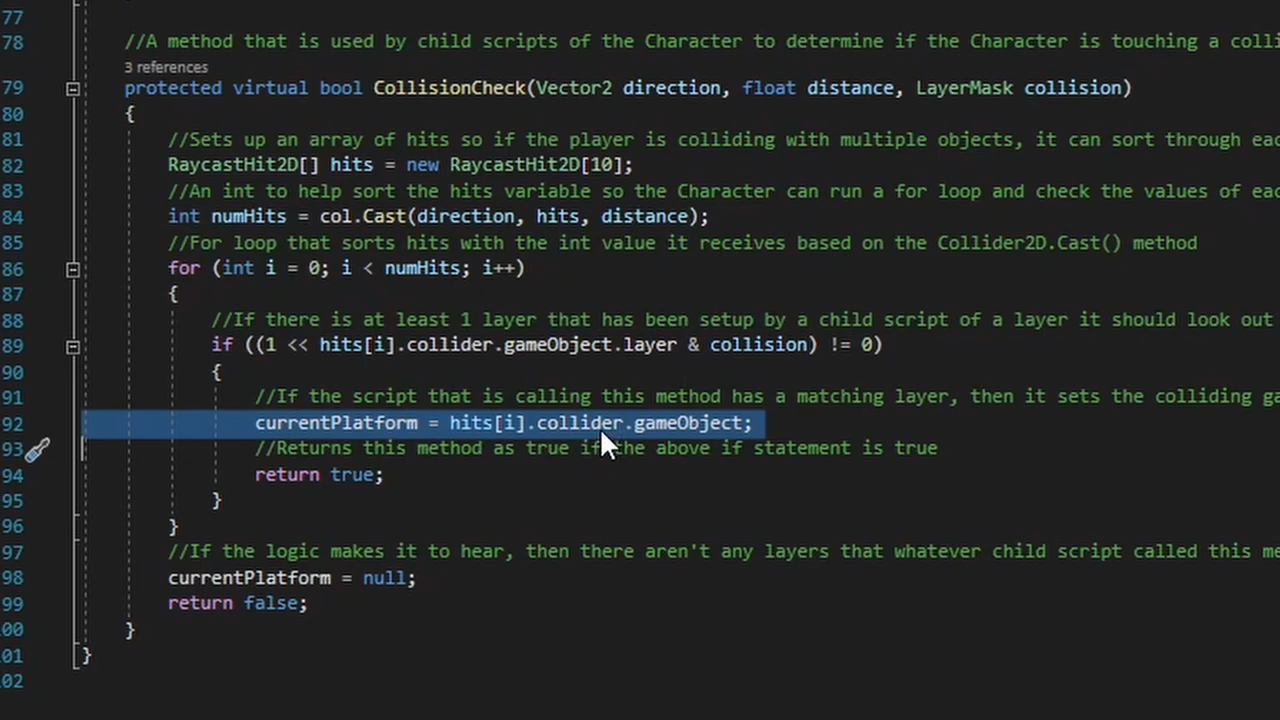 77
78 //A method that is used by child scripts of the Character to determine if the Character is touching a colli
3 references
79 protected virtual bool CollisionCheck(Vector2 direction, float distance, LayerMask collision)
80 {
81 //Sets up an array of hits so if the player is colliding with multiple objects, it can sort through eac
82 RaycastHit2D[] hits = new RaycastHit2D[10];
83 //An int to help sort the hits variable so the Character can run a for loop and check the values of eac
84 int numHits = col.Cast(direction, hits, distance);
85 //For loop that sorts hits with the int value it receives based on the Collider2D.Cast() method
86 for (int i = 0; i < numHits; i++)
87 {
88 //If there is at least 1 layer that has been setup by a child script of a layer it should look out
89 if ((1 << hits[i].collider.gameObject.layer & collision) != 0)
90 {
91 //If the script that is calling this method has a matching layer, then it sets the colliding ga
92 currentPlatform = hits[i].collider.gameObject;
93 //Returns this method as true if the above if statement is true
94 return true;
95 }
96 }
97 //If the logic makes it to hear, then there aren't any layers that whatever child script called this me
98 currentPlatform = null;
99 return false;
00 }
01 }
02